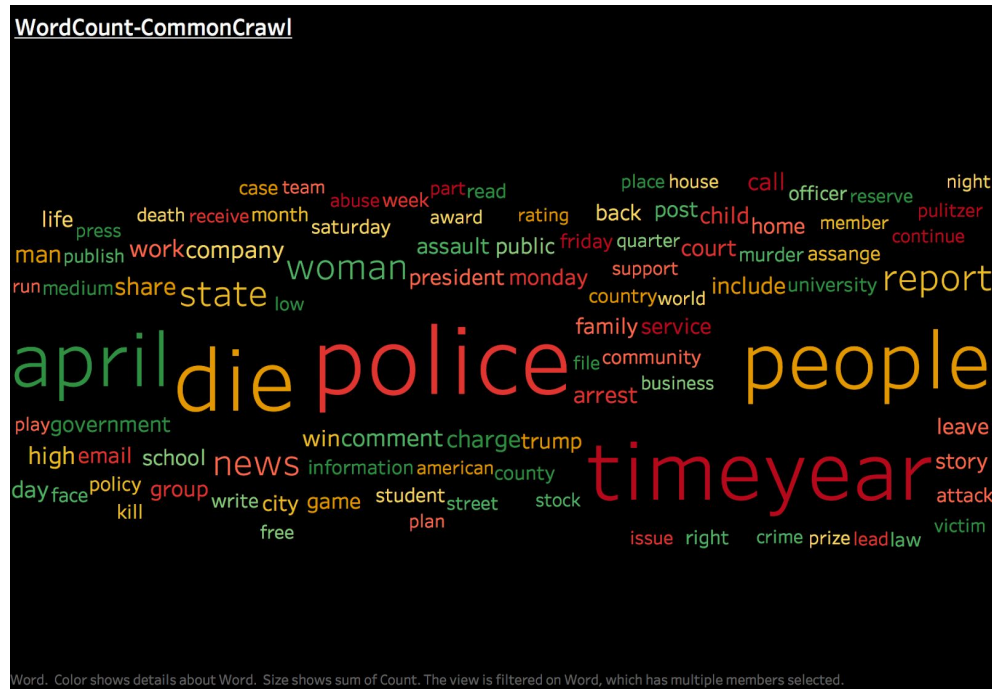 WordCount-CommonCrawl
case team abuse week part read place house call officer reserve night
life press death receive month saturday award rating back post child home member pulitzer continue
man publish work company woman assault public friday quarter court murder assange
run medium share state low president monday support country world include university report
april die police family service file community business arrest people
play government win comment charge trump time year leave
high email school news information american county story
day face policy kill group write city game student street stock attack
free plan issue right crime prize lead law victim
Word. Color shows details about Word. Size shows sum of Count. The view is filtered on Word, which has multiple members selected.